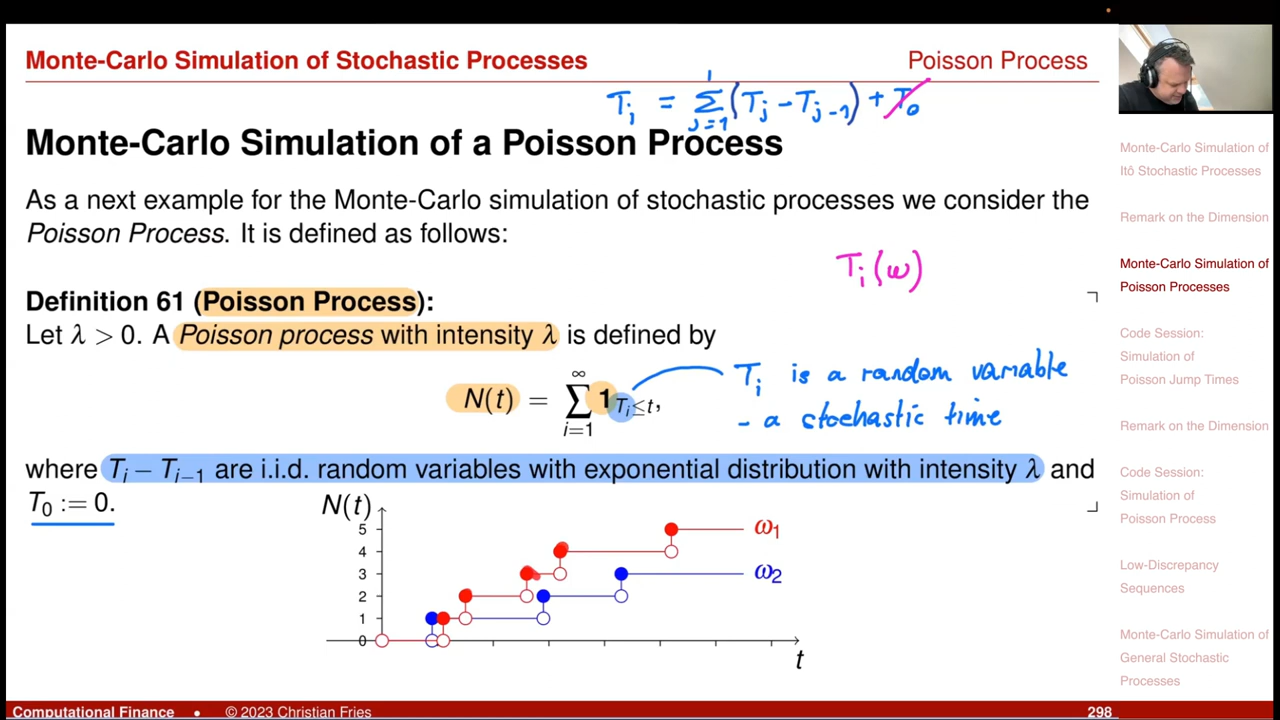 Monte-Carlo Simulation of Stochastic Processes
Poisson Process
T_i = Σ_{j=1}^{i} (T_j − T_{j−1}) + T_0
Monte-Carlo Simulation of a Poisson Process
As a next example for the Monte-Carlo simulation of stochastic processes we consider the
Poisson Process. It is defined as follows:
T_i(ω)
Definition 61 (Poisson Process):
Let λ > 0. A Poisson process with intensity λ is defined by
N(t) = Σ_{i=1}^{∞} 1_{T_i≤t},
T_i is a random variable
- a stochastic time
where T_i − T_{i−1} are i.i.d. random variables with exponential distribution with intensity λ and
T_0 := 0.
N(t)
5
4
3
2
1
0
ω_1
ω_2
t
Monte-Carlo Simulation of
Itô Stochastic Processes
Remark on the Dimension
Monte-Carlo Simulation of
Poisson Processes
Code Session:
Simulation of
Poisson Jump Times
Remark on the Dimension
Code Session:
Simulation of
Poisson Process
Low-Discrepancy
Sequences
Monte-Carlo Simulation of
General Stochastic
Processes
Computational Finance • © 2023 Christian Fries
298